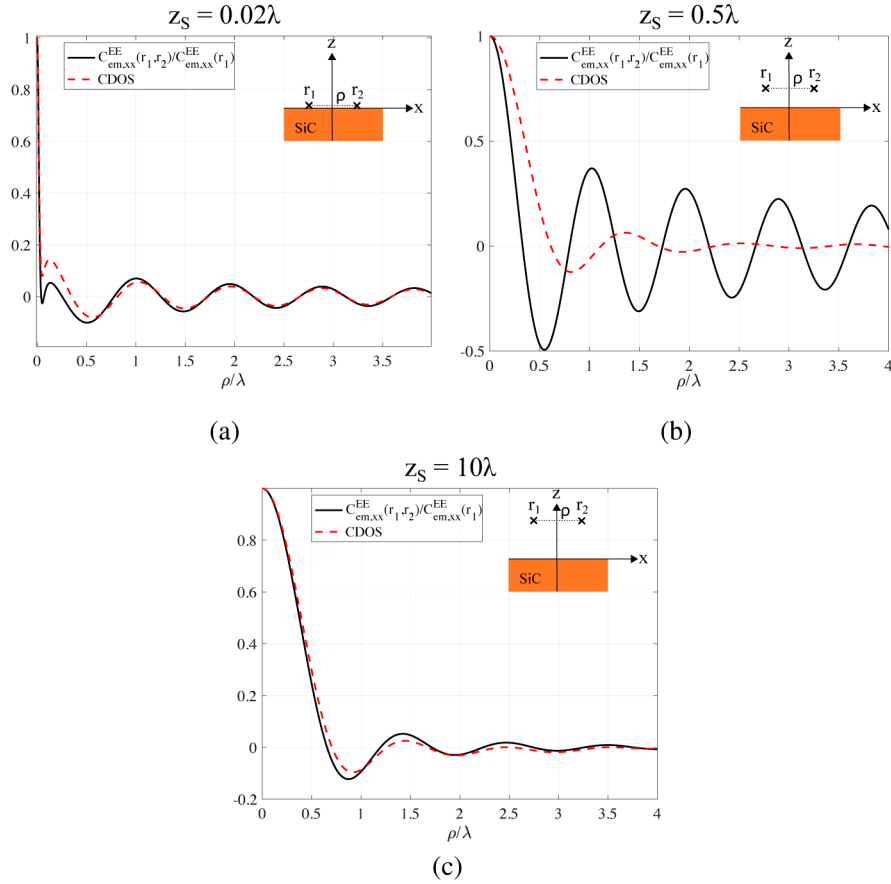 z_S = 0.02λ
1
0.8
0.6
0.4
0.2
0
0
0.5
1
1.5
2
2.5
3
3.5
ρ/λ
C^EE_em,xx(r_1,r_2)/C^EE_em,xx(r_1)
CDOS
z
r_1
ρ
r_2
x
SiC
(a)
z_S = 0.5λ
1
0.5
0
-0.5
0
0.5
1
1.5
2
2.5
3
3.5
4
ρ/λ
C^EE_em,xx(r_1,r_2)/C^EE_em,xx(r_1)
CDOS
z
r_1
ρ
r_2
x
SiC
(b)
z_S = 10λ
0.8
0.6
0.4
0.2
0
-0.2
0
0.5
1
1.5
2
2.5
3
3.5
4
ρ/λ
C^EE_em,xx(r_1,r_2)/C^EE_em,xx(r_1)
CDOS
z
r_1
ρ
r_2
x
SiC
(c)